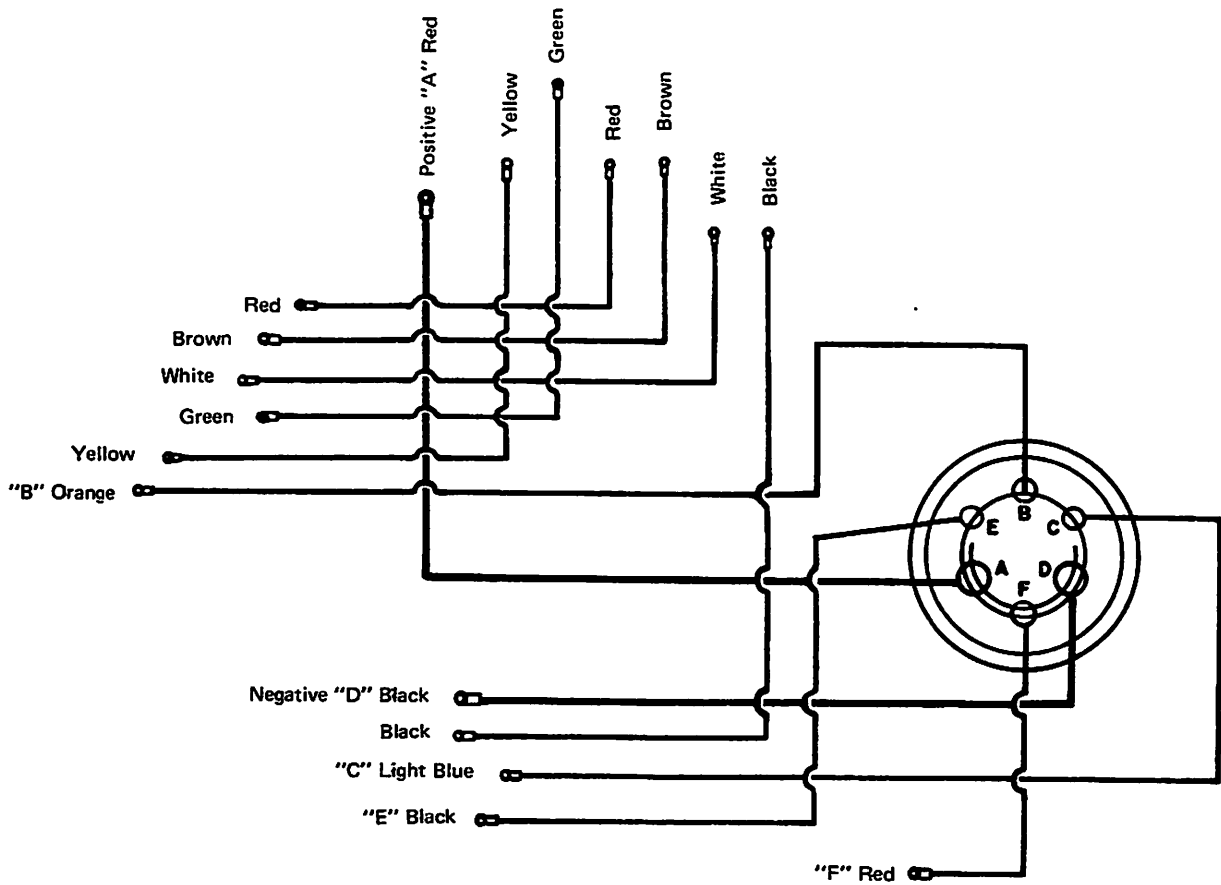 Positive "A" Red
Yellow
Green
Red
Brown
White
Black
Red
Brown
White
Green
Yellow
"B" Orange
B
E
C
A
D
F
Negative "D" Black
Black
"C" Light Blue
"E" Black
"F" Red